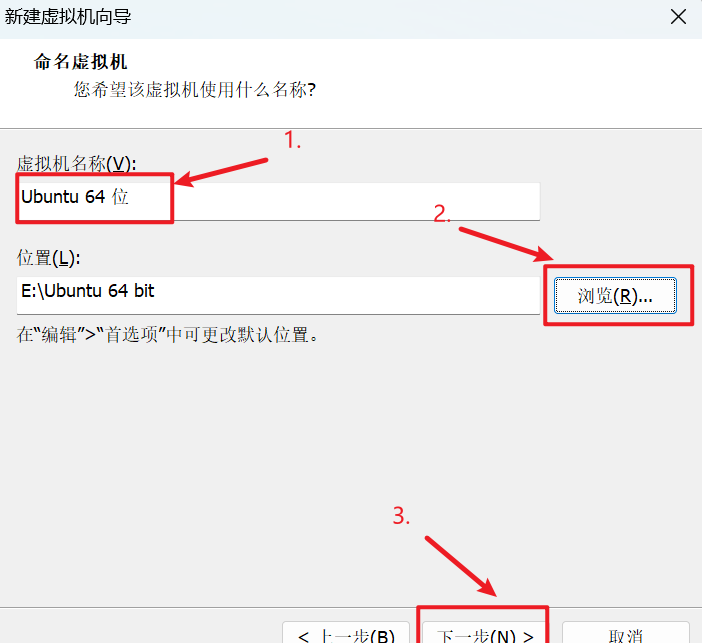 新建虚拟机向导
命名虚拟机
您希望该虚拟机使用什么名称?
1.
虚拟机名称(V):
Ubuntu 64 位
2.
位置(L):
E:\Ubuntu 64 bit
浏览(R)...
在“编辑”>“首选项”中可更改默认位置。
3.
< 上一步(B)
下一步(N) >
取消